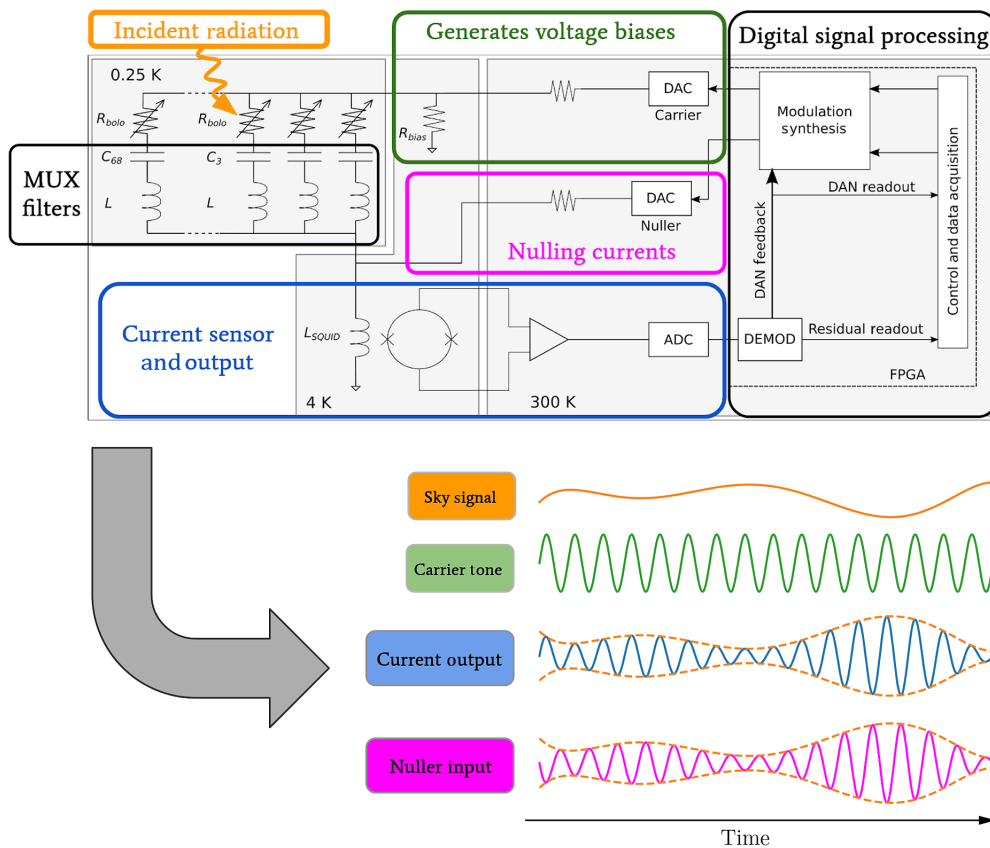 Incident radiation
Generates voltage biases
Digital signal processing
0.25 K
R_bolo
R_bolo
R_bias
DAC
Carrier
Modulation
synthesis
MUX
filters
C_68
C_3
L
L
DAC
Nuller
Nulling currents
DAN readout
DAN feedback
Control and data acquisition
Current sensor
and output
L_SQUID
ADC
DEMOD
Residual readout
FPGA
4 K
300 K
Sky signal
Carrier tone
Current output
Nuller input
Time